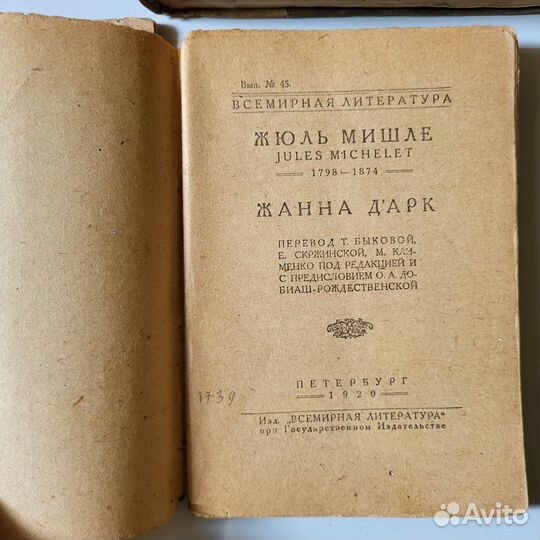 Вып. № 45.
ВСЕМИРНАЯ ЛИТЕРАТУРА
ЖЮЛЬ МИШЛЕ
JULES MICHELET
1798—1874
ЖАННА Д'АРК
ПЕРЕВОД Т. БЫКОВОЙ,
Е. СКРЖИНСКОЙ, М. КЛИ-
МЕНКО ПОД РЕДАКЦИЕЙ И
С ПРЕДИСЛОВИЕМ О. А. ДО-
БИАШ-РОЖДЕСТВЕНСКОЙ
ПЕТЕРБУРГ
1920
1739
Изд. „ВСЕМИРНАЯ ЛИТЕРАТУРА"
при Государственном Издательстве
Avito